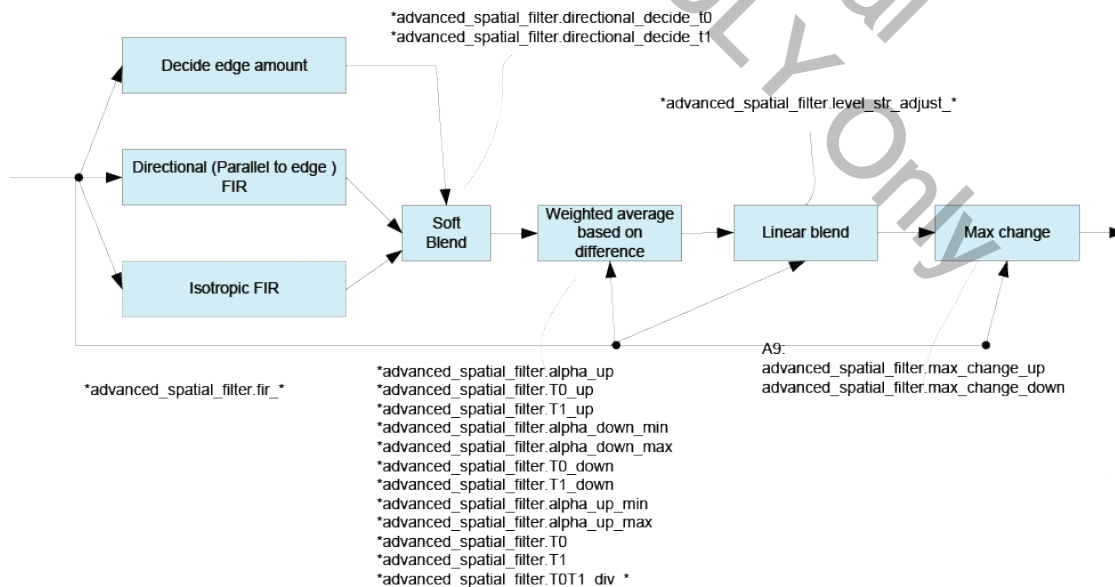 *advanced_spatial_filter.directional_decide_t0
*advanced_spatial_filter.directional_decide_t1
Decide edge amount
*advanced_spatial_filter.level_str_adjust_*
Directional (Parallel to edge )
FIR
Soft
Blend
Weighted average
based on
difference
Linear blend
Max change
Isotropic FIR
*advanced_spatial_filter.fir_*
*advanced_spatial_filter.alpha_up
*advanced_spatial_filter.T0_up
*advanced_spatial_filter.T1_up
*advanced_spatial_filter.alpha_down_min
*advanced_spatial_filter.alpha_down_max
*advanced_spatial_filter.T0_down
*advanced_spatial_filter.T1_down
*advanced_spatial_filter.alpha_up_min
*advanced_spatial_filter.alpha_up_max
*advanced_spatial_filter.T0
*advanced_spatial_filter.T1
*advanced_spatial_filter.T0T1_div_*
A9:
advanced_spatial_filter.max_change_up
advanced_spatial_filter.max_change_down
Only